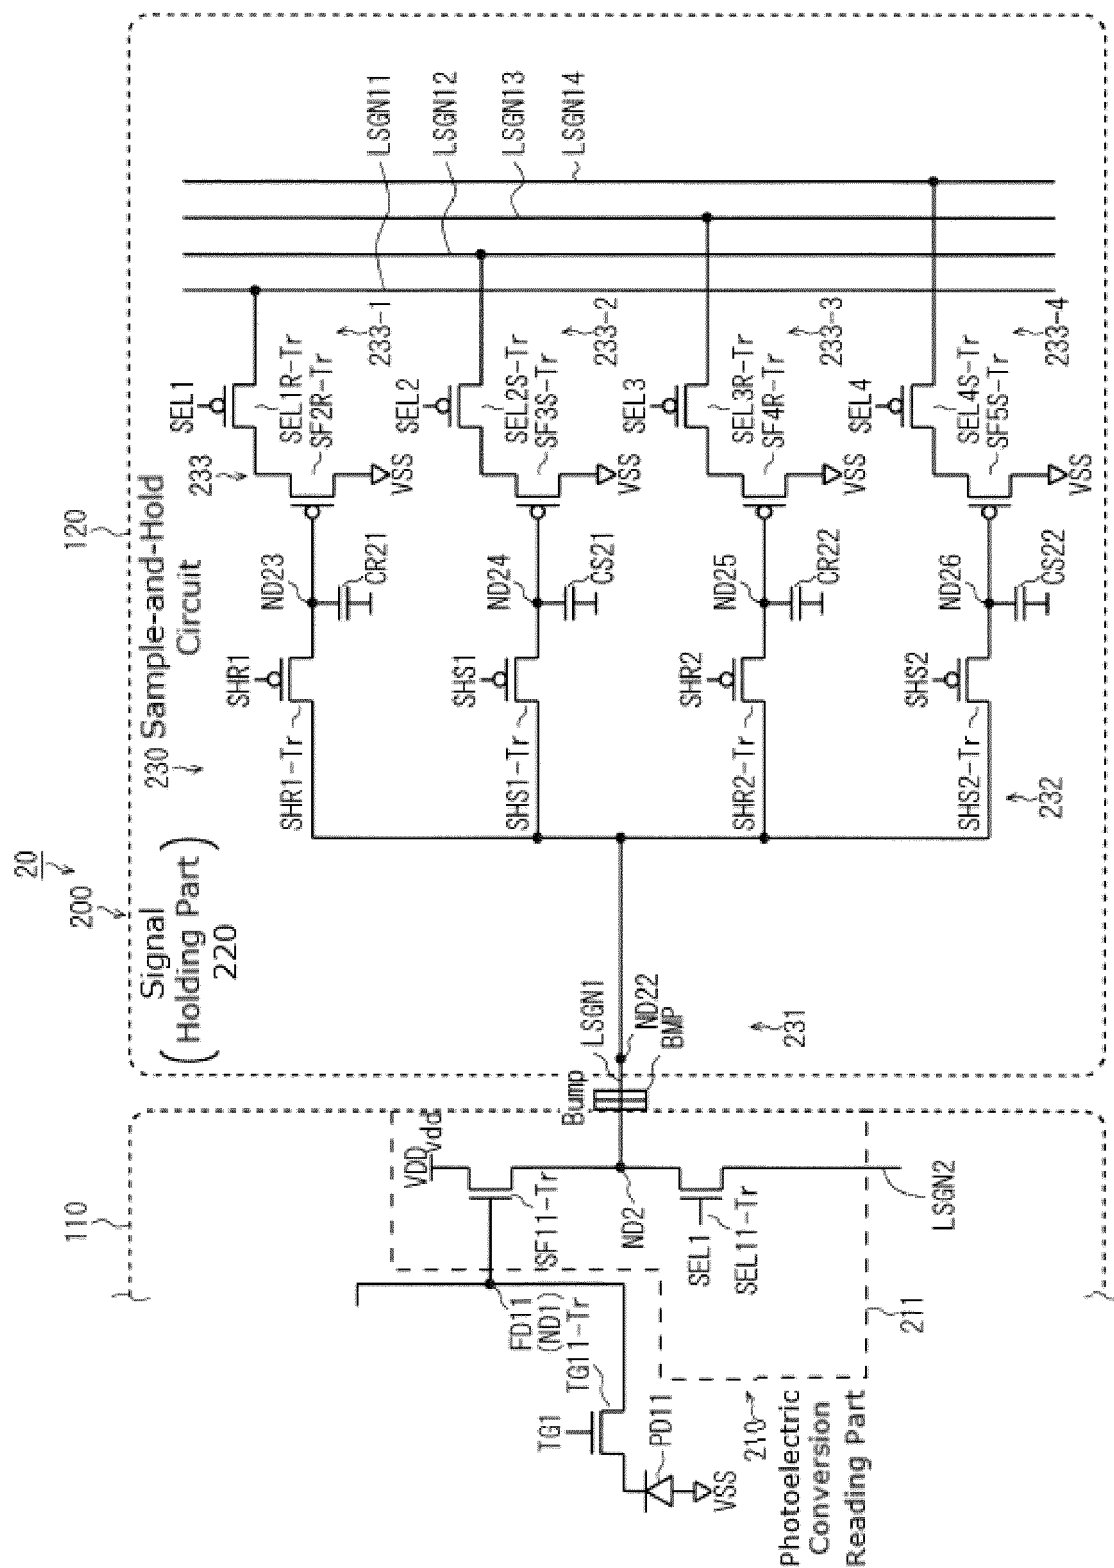 20
200
110
120
Signal
Holding Part
220
230 Sample-and-Hold
Circuit
233
TG1
TG11-Tr
PD11
VSS
FD11
(ND1)
VDD
Vdd
SF11-Tr
ND2
SEL1
SEL11-Tr
LSGN2
211
210
Photoelectric
Conversion
Reading Part
Bump
LSGN1
ND22
BMP
231
232
SHR1
SHR1-Tr
ND23
CR21
VSS
SEL1
SEL1R-Tr
SF2R-Tr
233-1
SHS1
SHS1-Tr
ND24
CS21
VSS
SEL2
SEL2S-Tr
SF3S-Tr
233-2
SHR2
SHR2-Tr
ND25
CR22
VSS
SEL3
SEL3R-Tr
SF4R-Tr
233-3
SHS2
SHS2-Tr
ND26
CS22
VSS
SEL4
SEL4S-Tr
SF5S-Tr
233-4
LSGN11
LSGN12
LSGN13
LSGN14